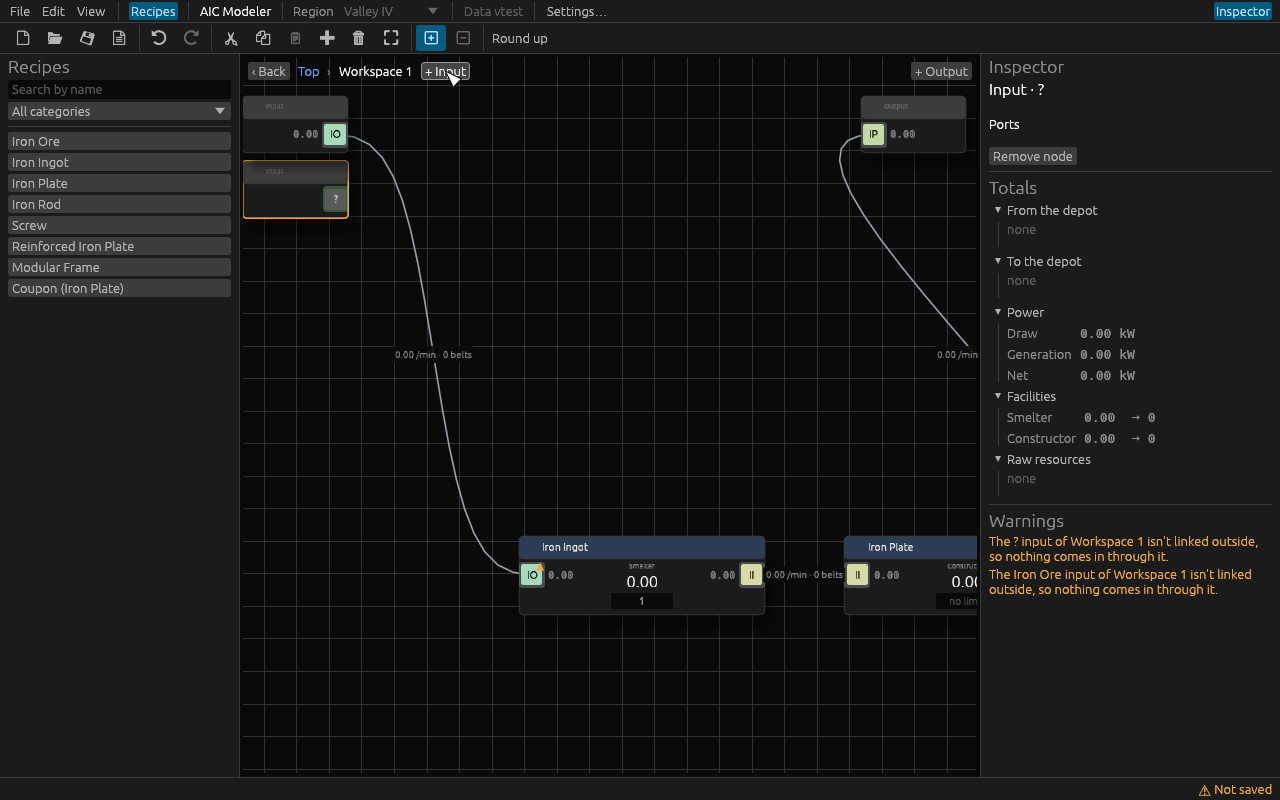 File Edit View Recipes AIC Modeler Region Valley IV Data vtest Settings… Inspector
Round up
Recipes
Search by name
All categories
Iron Ore
Iron Ingot
Iron Plate
Iron Rod
Screw
Reinforced Iron Plate
Modular Frame
Coupon (Iron Plate)
‹ Back Top › Workspace 1 + Input + Output
Input
0.00 IO
Input
?
Output
IP 0.00
0.00 /min · 0 belts
0.00 /min
Iron Ingot
Smelter
IO 0.00 0.00 0.00 II
1
0.00 /min · 0 belts
Iron Plate
Construct
II 0.00 0.00
no lim
Inspector
Input · ?
Ports
Remove node
Totals
From the depot
none
To the depot
none
Power
Draw 0.00 kW
Generation 0.00 kW
Net 0.00 kW
Facilities
Smelter 0.00 → 0
Constructor 0.00 → 0
Raw resources
none
Warnings
The ? input of Workspace 1 isn't linked outside,
so nothing comes in through it.
The Iron Ore input of Workspace 1 isn't linked
outside, so nothing comes in through it.
Not saved